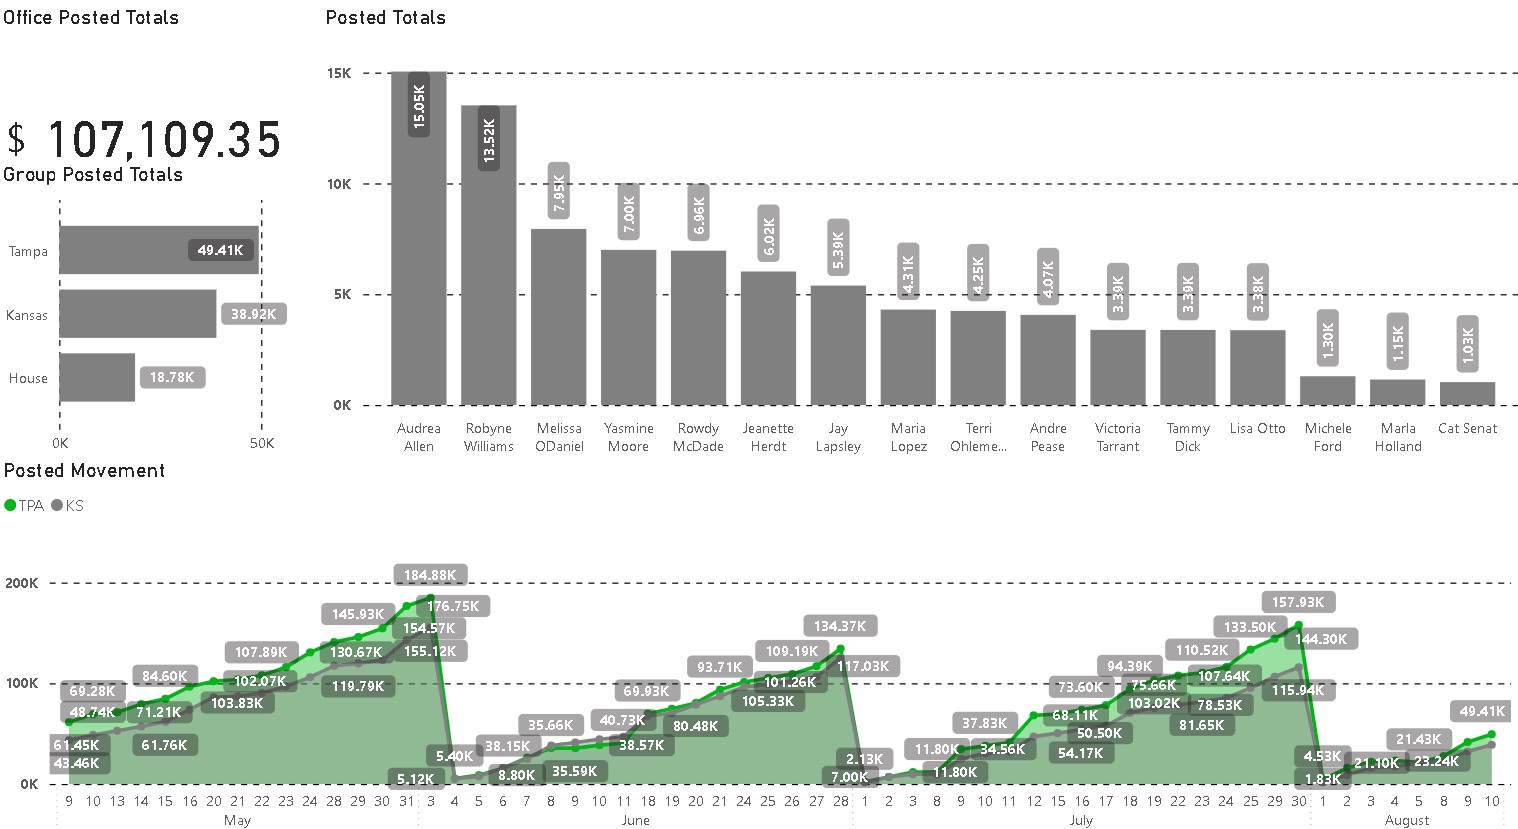 Office Posted Totals
$ 107,109.35
Group Posted Totals
Tampa 49.41K
Kansas 38.92K
House 18.78K
0K 50K
Posted Totals
15K
10K
5K
0K
15.05K 13.52K 7.95K 7.00K 6.96K 6.02K 5.39K 4.31K 4.25K 4.07K 3.39K 3.39K 3.38K 1.30K 1.15K 1.03K
Audrea Robyne Melissa Yasmine Rowdy Jeanette Jay Maria Terri Andre Victoria Tammy Lisa Otto Michele Marla Cat Senat
Allen Williams ODaniel Moore McDade Herdt Lapsley Lopez Ohleme... Pease Tarrant Dick Ford Holland
Posted Movement
TPA KS
200K
100K
0K
184.88K
176.75K
145.93K
154.57K
107.89K 130.67K 155.12K
84.60K 102.07K 119.79K
69.28K 103.83K
48.74K 71.21K
61.45K 61.76K
43.46K
134.37K
109.19K 117.03K
93.71K 101.26K
69.93K 105.33K
40.73K 80.48K
35.66K
38.15K 38.57K
5.40K 35.59K
5.12K 8.80K
157.93K
133.50K 144.30K
110.52K
94.39K 107.64K
73.60K 75.66K 115.94K
103.02K 78.53K
37.83K 68.11K 81.65K
50.50K
11.80K 34.56K 54.17K
2.13K
7.00K 11.80K
49.41K
21.43K
4.53K 21.10K 23.24K
1.83K
9 10 13 14 15 16 20 21 22 23 24 28 29 30 31 3 4 5 6 7 8 9 10 11 18 19 20 21 24 25 26 27 28 1 2 3 8 9 10 11 12 15 16 17 18 19 22 23 24 25 29 30 1 2 3 4 5 8 9 10
May June July August